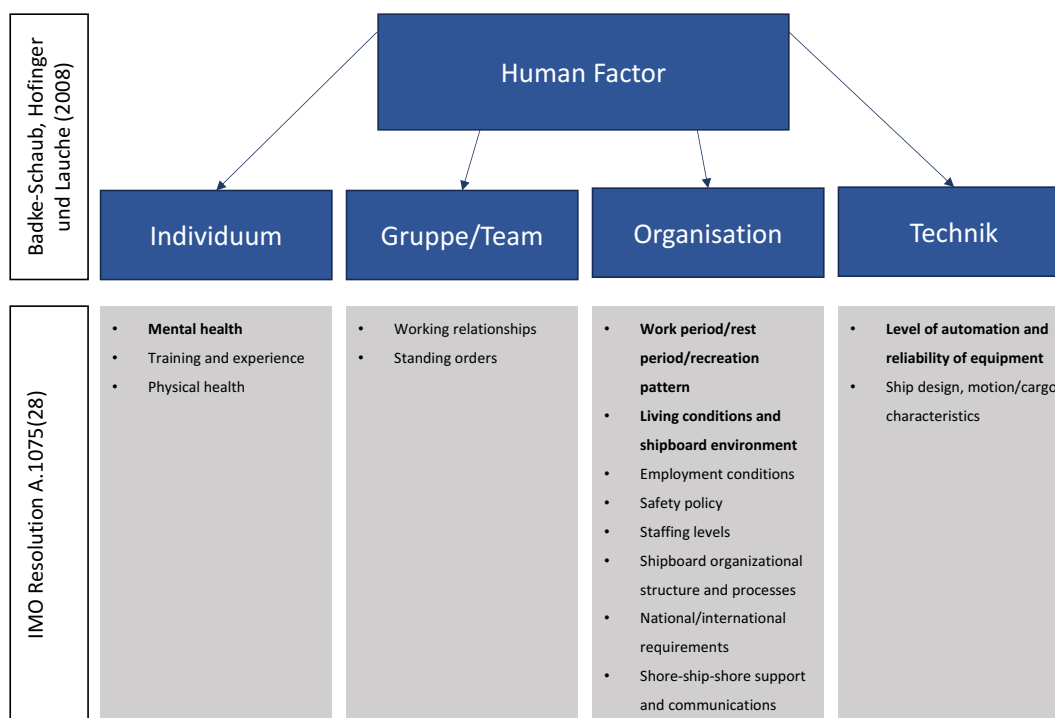 Badke-Schaub, Hofinger
und Lauche (2008)
Human Factor
Individuum
Gruppe/Team
Organisation
Technik
IMO Resolution A.1075(28)
• Mental health
• Training and experience
• Physical health
• Working relationships
• Standing orders
• Work period/rest
period/recreation
pattern
• Living conditions and
shipboard environment
• Employment conditions
• Safety policy
• Staffing levels
• Shipboard organizational
structure and processes
• National/international
requirements
• Shore-ship-shore support
and communications
• Level of automation and
reliability of equipment
• Ship design, motion/cargo
characteristics